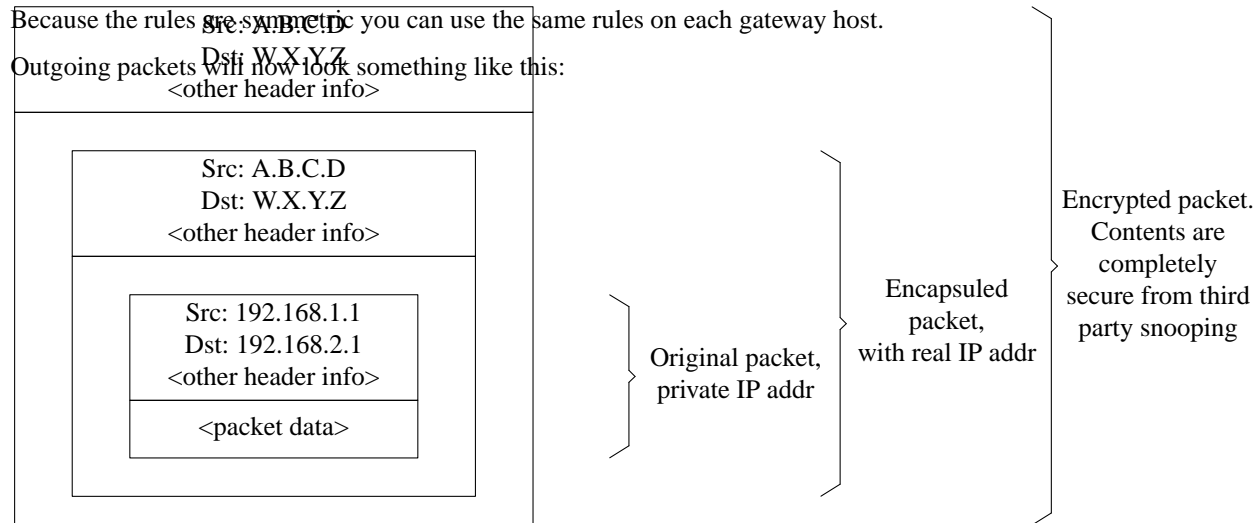 Because the rules are symmetric you can use the same rules on each gateway host.
Src: A.B.C.D
Dst: W.X.Y.Z
Outgoing packets will now look something like this:
<other header info>
Src: A.B.C.D
Dst: W.X.Y.Z
<other header info>
Src: 192.168.1.1
Dst: 192.168.2.1
<other header info>
<packet data>
Original packet,
private IP addr
Encapsuled
packet,
with real IP addr
Encrypted packet.
Contents are
completely
secure from third
party snooping